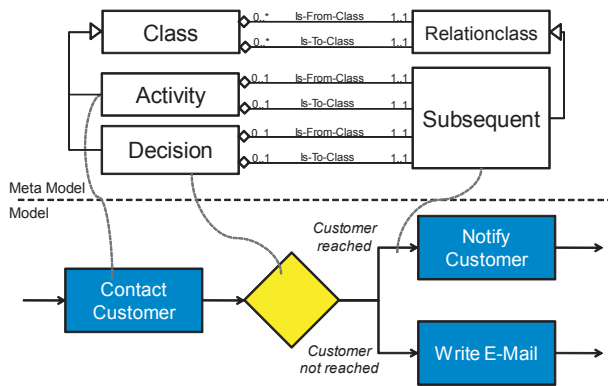 Class
0..*
Is-From-Class
1..1
0..*
Is-To-Class
1..1
Relationclass
Activity
0..1
Is-From-Class
1..1
0..1
Is-To-Class
1..1
Subsequent
Decision
0 1
Is-From-Class
1..1
0..1
Is-To-Class
1..1
Meta Model
Model
Customer
reached
Notify
Customer
Contact
Customer
Customer
not reached
Write E-Mail